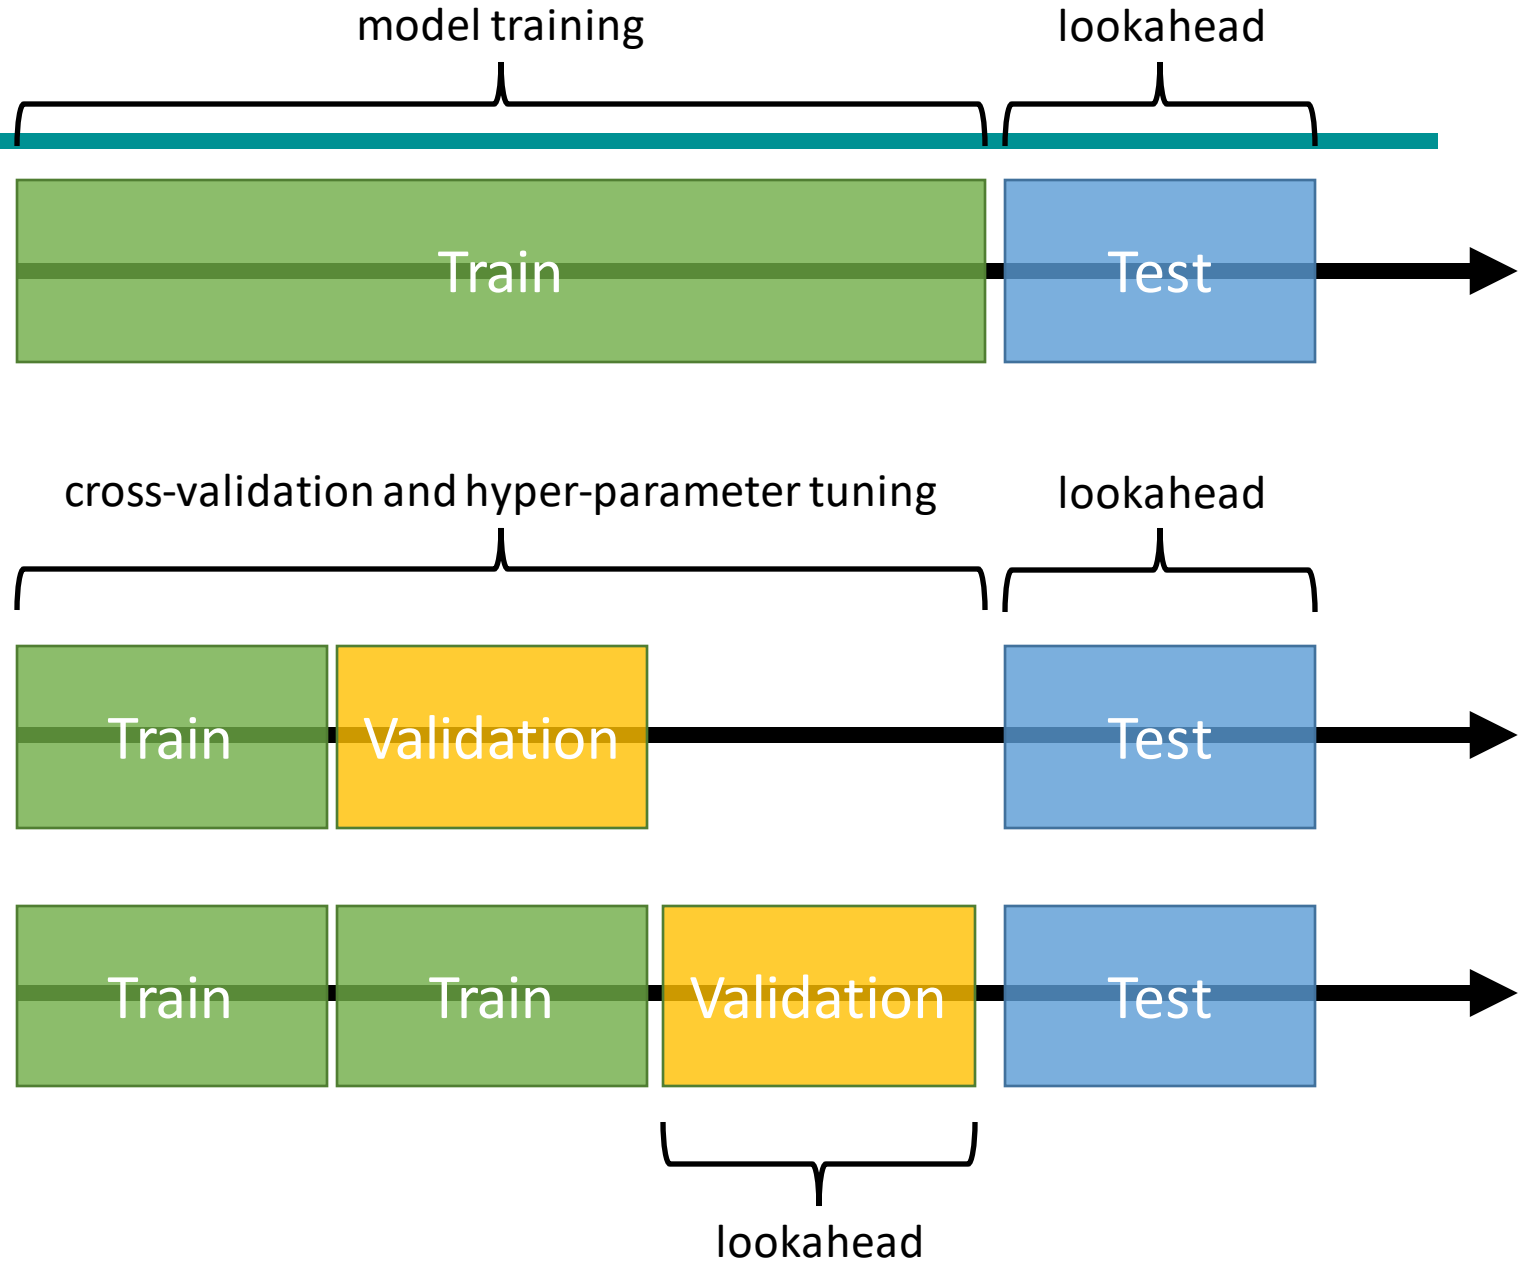 model training
lookahead
Train
Test
cross-validation and hyper-parameter tuning
lookahead
Train
Validation
Test
Train
Train
Validation
Test
lookahead